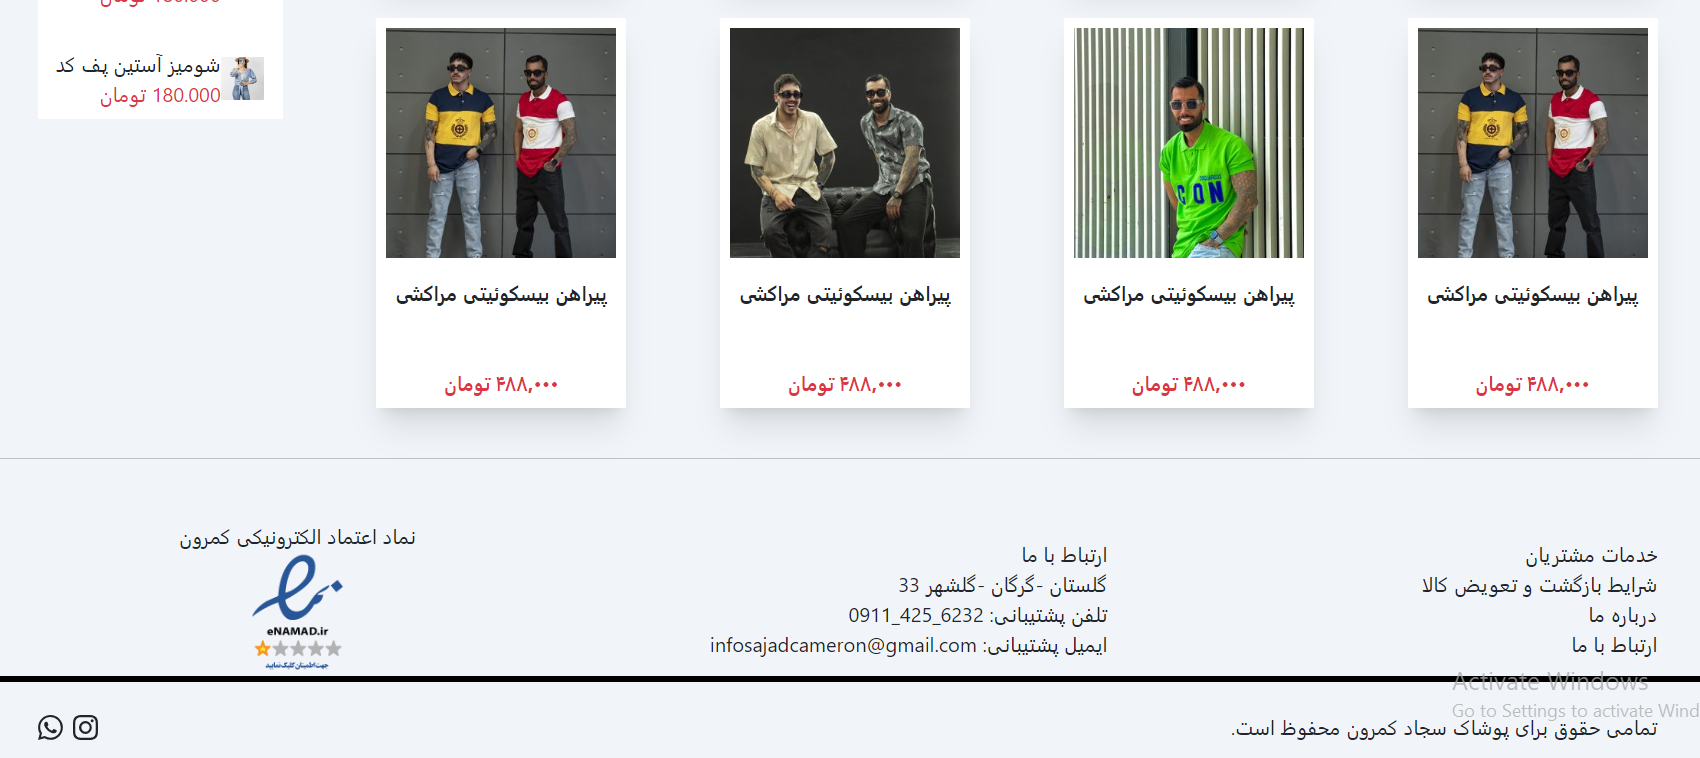 180.000 تومان
شومیز آستین پف کد
180.000 تومان
پیراهن بیسکوئیتی مراکشی
۴۸۸,۰۰۰ تومان
پیراهن بیسکوئیتی مراکشی
۴۸۸,۰۰۰ تومان
پیراهن بیسکوئیتی مراکشی
۴۸۸,۰۰۰ تومان
پیراهن بیسکوئیتی مراکشی
۴۸۸,۰۰۰ تومان
ICON
خدمات مشتریان
شرایط بازگشت و تعویض کالا
درباره ما
ارتباط با ما
ارتباط با ما
گلستان -گرگان -گلشهر 33
تلفن پشتیبانی: 0911_425_6232
ایمیل پشتیبانی: infosajadcameron@gmail.com
نماد اعتماد الکترونیکی کمرون
eNAMAD.ir
جهت اطمینان کلیک نمایید
Activate Windows
Go to Settings to activate Wind
تمامی حقوق برای پوشاک سجاد کمرون محفوظ است.